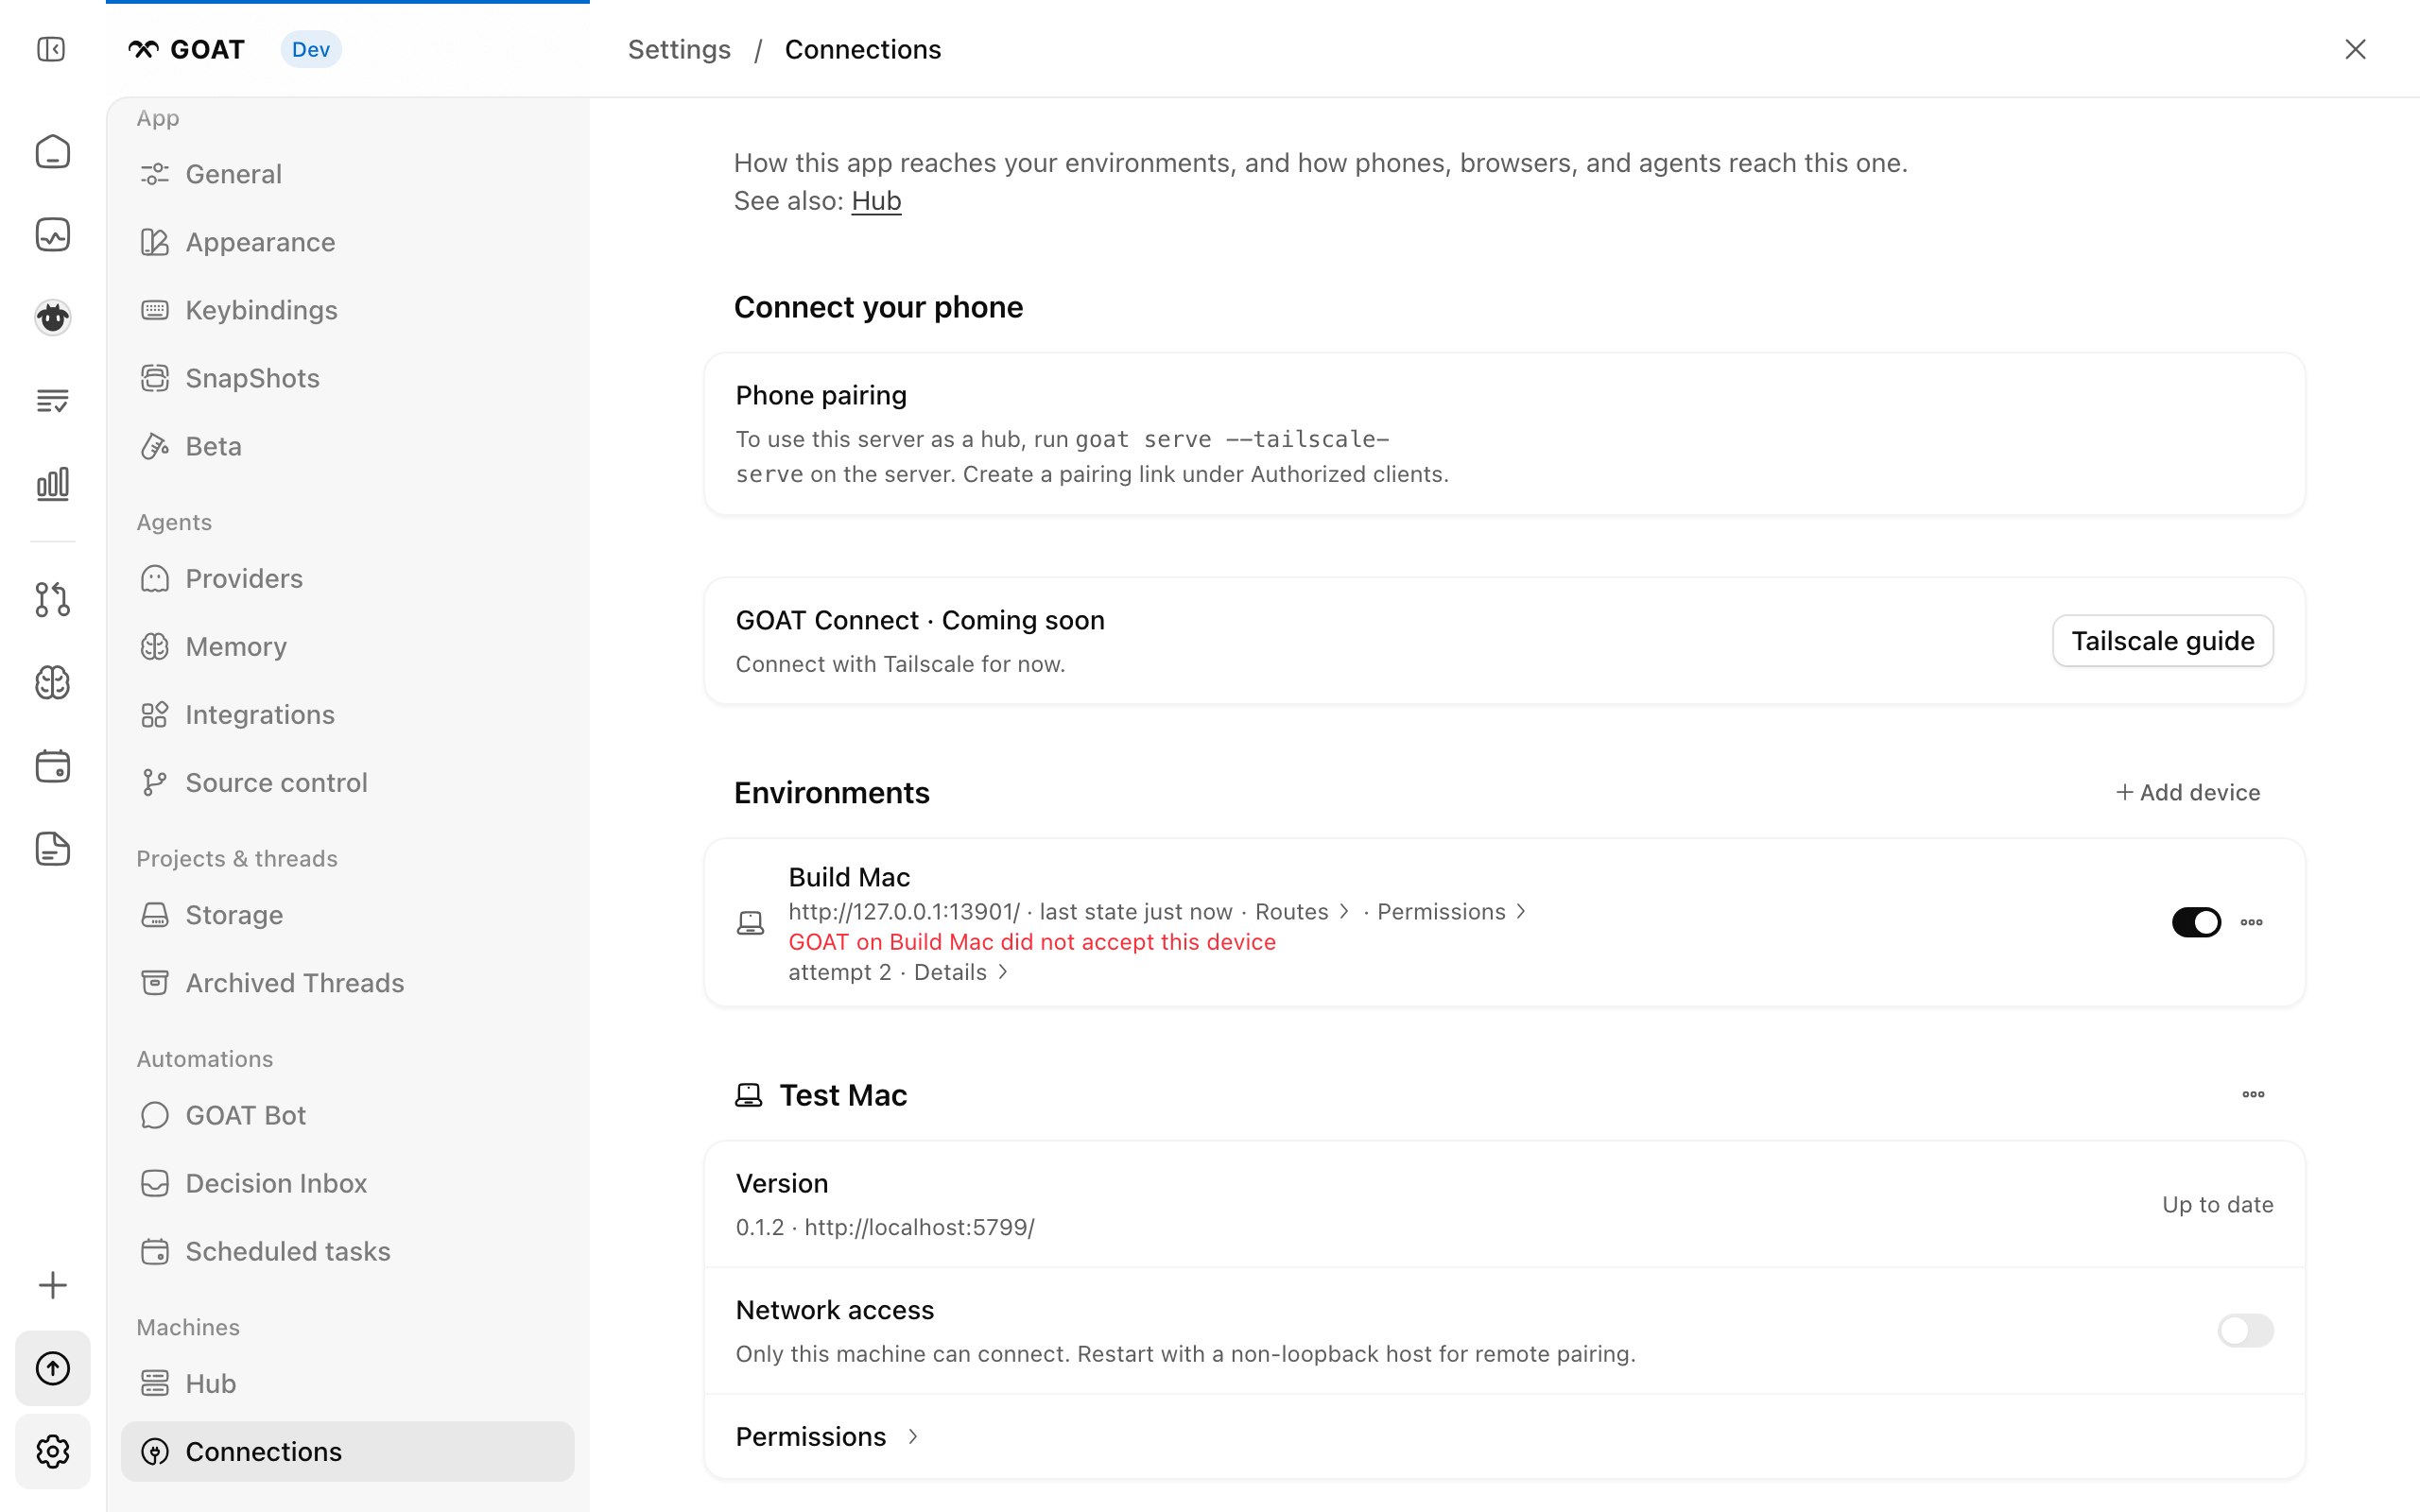 GOAT Dev
Settings / Connections
App
General
Appearance
Keybindings
SnapShots
Beta
Agents
Providers
Memory
Integrations
Source control
Projects & threads
Storage
Archived Threads
Automations
GOAT Bot
Decision Inbox
Scheduled tasks
Machines
Hub
Connections
How this app reaches your environments, and how phones, browsers, and agents reach this one.
See also: Hub
Connect your phone
Phone pairing
To use this server as a hub, run goat serve --tailscale-
serve on the server. Create a pairing link under Authorized clients.
GOAT Connect · Coming soon
Connect with Tailscale for now.
Tailscale guide
Environments
+ Add device
Build Mac
http://127.0.0.1:13901/ · last state just now · Routes > · Permissions >
GOAT on Build Mac did not accept this device
attempt 2 · Details >
Test Mac
Version
0.1.2 · http://localhost:5799/
Up to date
Network access
Only this machine can connect. Restart with a non-loopback host for remote pairing.
Permissions >